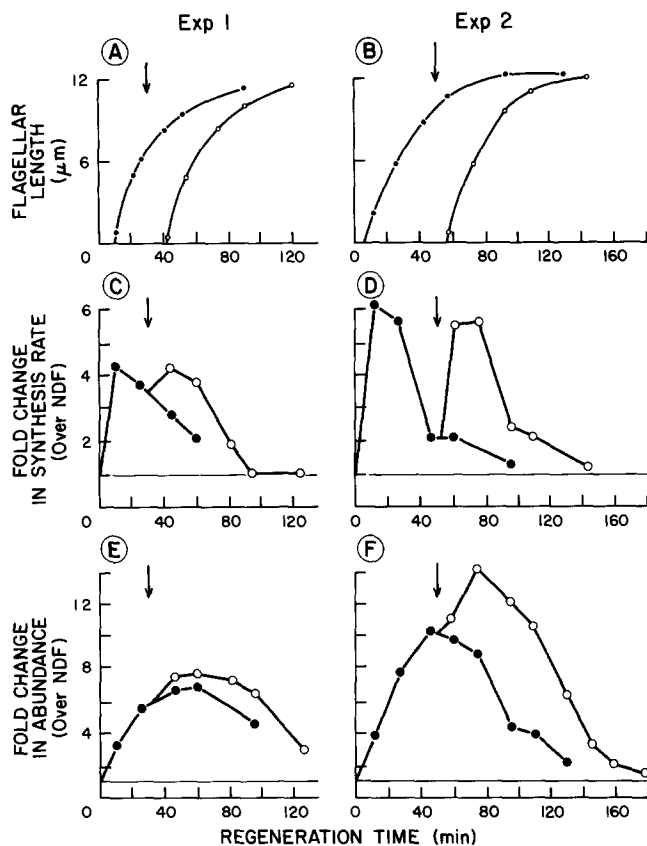 Exp 1
Exp 2
A
B
FLAGELLAR
LENGTH
(μm)
12
6
0 40 80 120
0 40 80 120 160
C
D
FOLD CHANGE
IN SYNTHESIS RATE
(Over NDF)
6
4
2
0 40 80 120
0 40 80 120 160
E
F
FOLD CHANGE
IN ABUNDANCE
(Over NDF)
12
8
4
0 40 80 120
0 40 80 120 160
REGENERATION TIME (min)